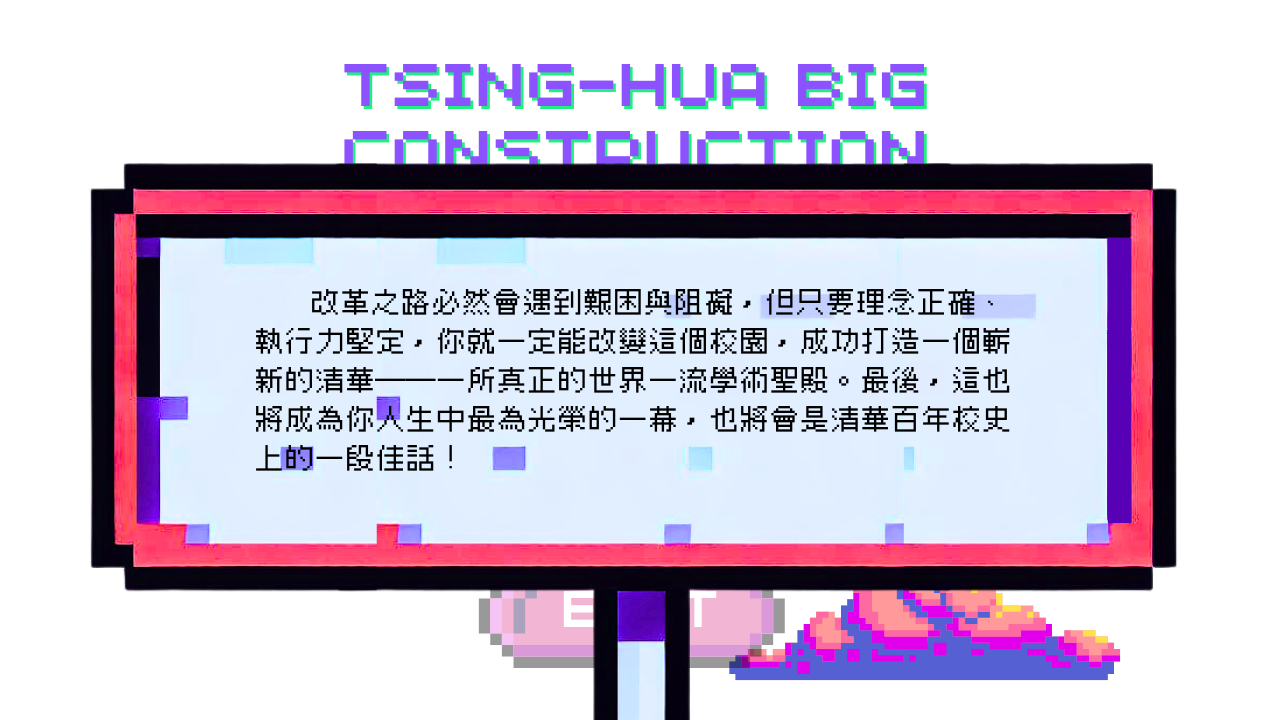 TSING-HUA BIG
CONSTRUCTION
改革之路必然會遇到艱困與阻礙，但只要理念正確、
執行力堅定，你就一定能改變這個校園，成功打造一個嶄
新的清華———所真正的世界一流學術聖殿。最後，這也
將成為你人生中最為光榮的一幕，也將會是清華百年校史
上的一段佳話！